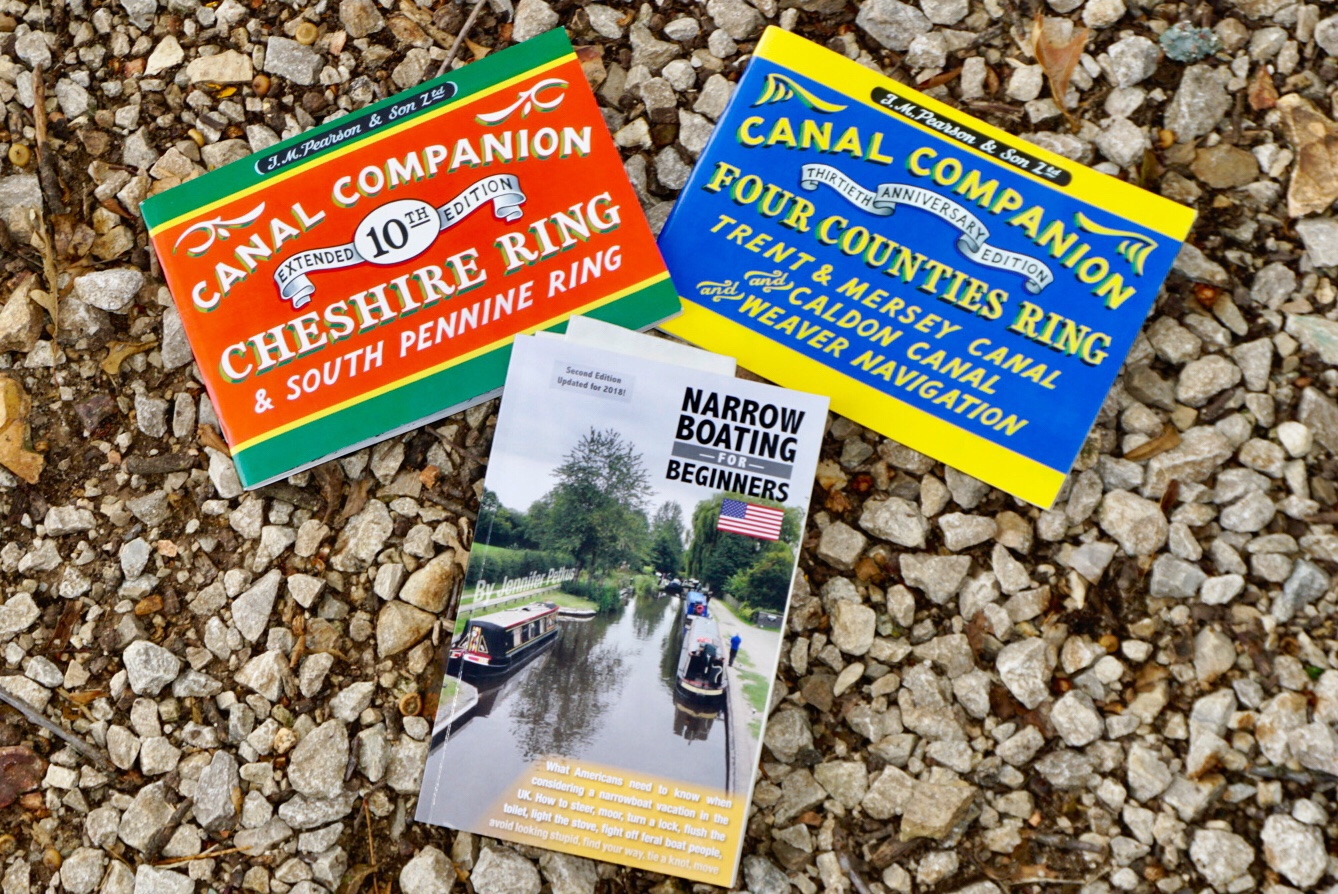 J.M. Pearson & Son Ltd
CANAL COMPANION
EXTENDED 10TH EDITION
CHESHIRE RING
& SOUTH PENNINE RING
J.M. Pearson & Son Ltd
CANAL COMPANION
THIRTIETH ANNIVERSARY EDITION
FOUR COUNTIES RING
TRENT & MERSEY CANAL
and CALDON CANAL
and WEAVER NAVIGATION
Second Edition
Updated for 2018!
NARROW
BOATING
FOR
BEGINNERS
By Jennifer Petkus
What Americans need to know when
considering a narrowboat vacation in the
UK. How to steer, moor, turn a lock, flush the
toilet, light the stove, fight off feral boat people,
avoid looking stupid, find your way, tie a knot, move